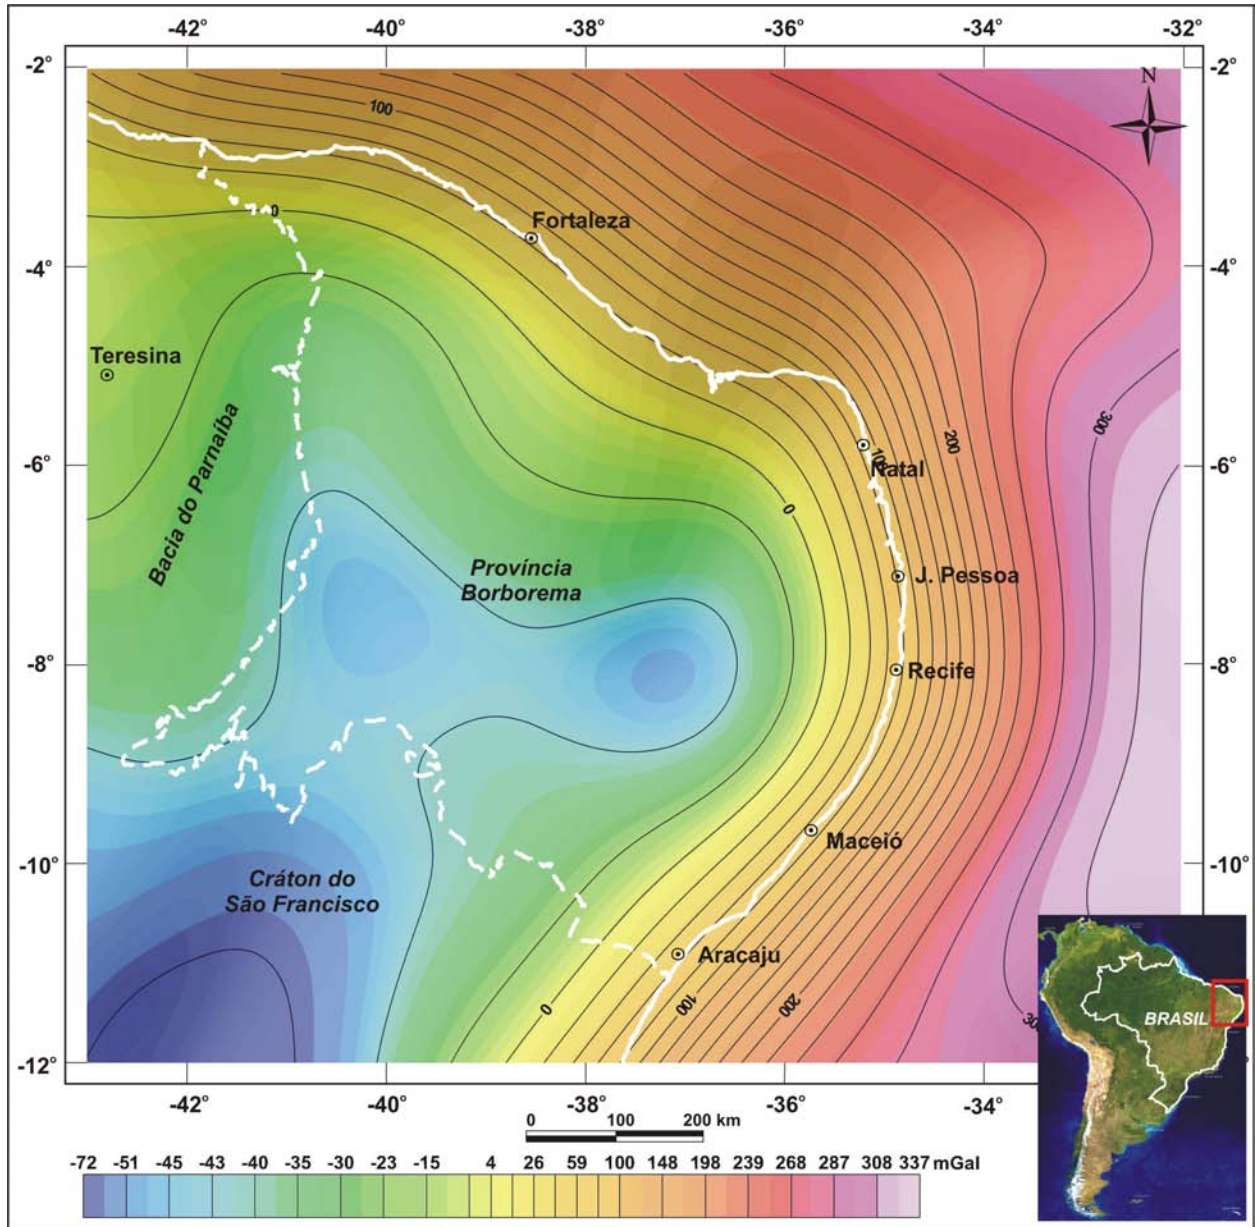 -42° -40° -38° -36° -34° -32°
-2° -2°
N
100
0
Fortaleza
-4° -4°
Teresina
300
200
Bacia do Parnaíba
-6° -6°
100
Natal
0
Província
Borborema
J. Pessoa
-8° -8°
Recife
Maceió
-10° -10°
Cráton do
São Francisco
Aracaju
0
100
200
30
BRASIL
-12°
-42° -40° -38° -36° -34°
0 100 200 km
-72 -51 -45 -43 -40 -35 -30 -23 -15 4 26 59 100 148 198 239 268 287 308 337 mGal